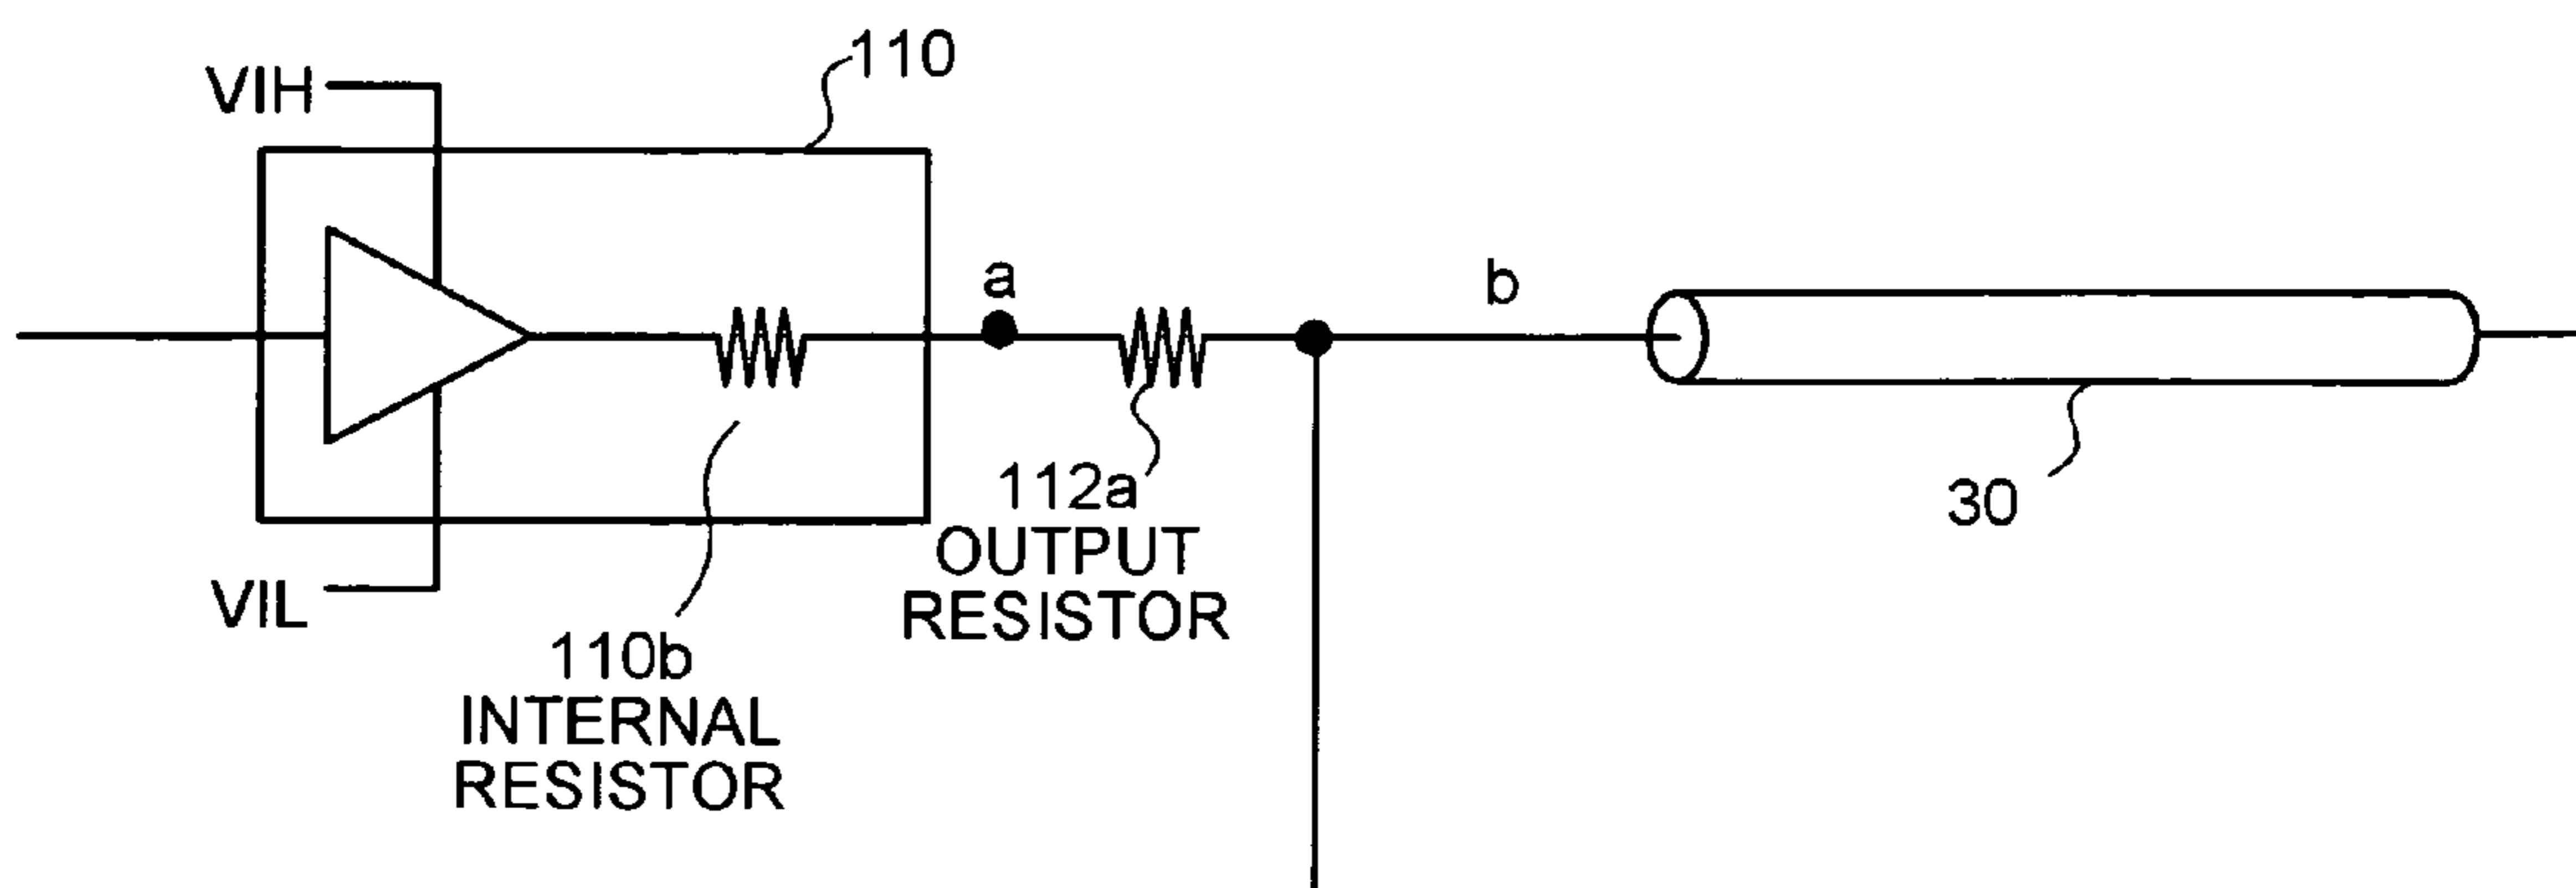 110
VIH
a
b
112a
OUTPUT
RESISTOR
30
VIL
110b
INTERNAL
RESISTOR